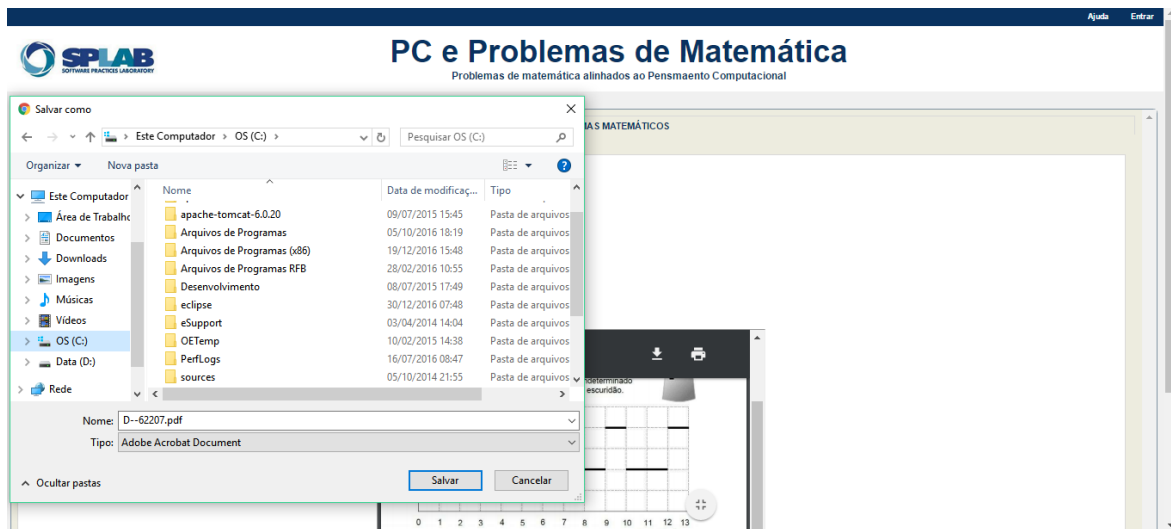 Ajuda Entrar
SPLAB
SOFTWARE PRACTICES LABORATORY
PC e Problemas de Matemática
Problemas de matemática alinhados ao Pensmaento Computacional
Salvar como
Este Computador > OS (C:) >
Pesquisar OS (C:)
AS MATEMÁTICOS
Organizar Nova pasta
Nome Data de modificaç... Tipo
Este Computador
Área de Trabalho
Documentos
Downloads
Imagens
Músicas
Vídeos
OS (C:)
Data (D:)
Rede
apache-tomcat-6.0.20 09/07/2015 15:45 Pasta de arquivos
Arquivos de Programas 05/10/2016 18:19 Pasta de arquivos
Arquivos de Programas (x86) 19/12/2016 15:48 Pasta de arquivos
Arquivos de Programas RFB 28/02/2016 10:55 Pasta de arquivos
Desenvolvimento 08/07/2015 17:49 Pasta de arquivos
eclipse 30/12/2016 07:48 Pasta de arquivos
eSupport 03/04/2014 14:04 Pasta de arquivos
OETemp 10/02/2015 14:38 Pasta de arquivos
PerfLogs 16/07/2016 08:47 Pasta de arquivos
sources 05/10/2014 21:55 Pasta de arquivos
Nome: D--62207.pdf
Tipo: Adobe Acrobat Document
Ocultar pastas
Salvar Cancelar
ndeterminado
escuridão.
0 1 2 3 4 5 6 7 8 9 10 11 12 13